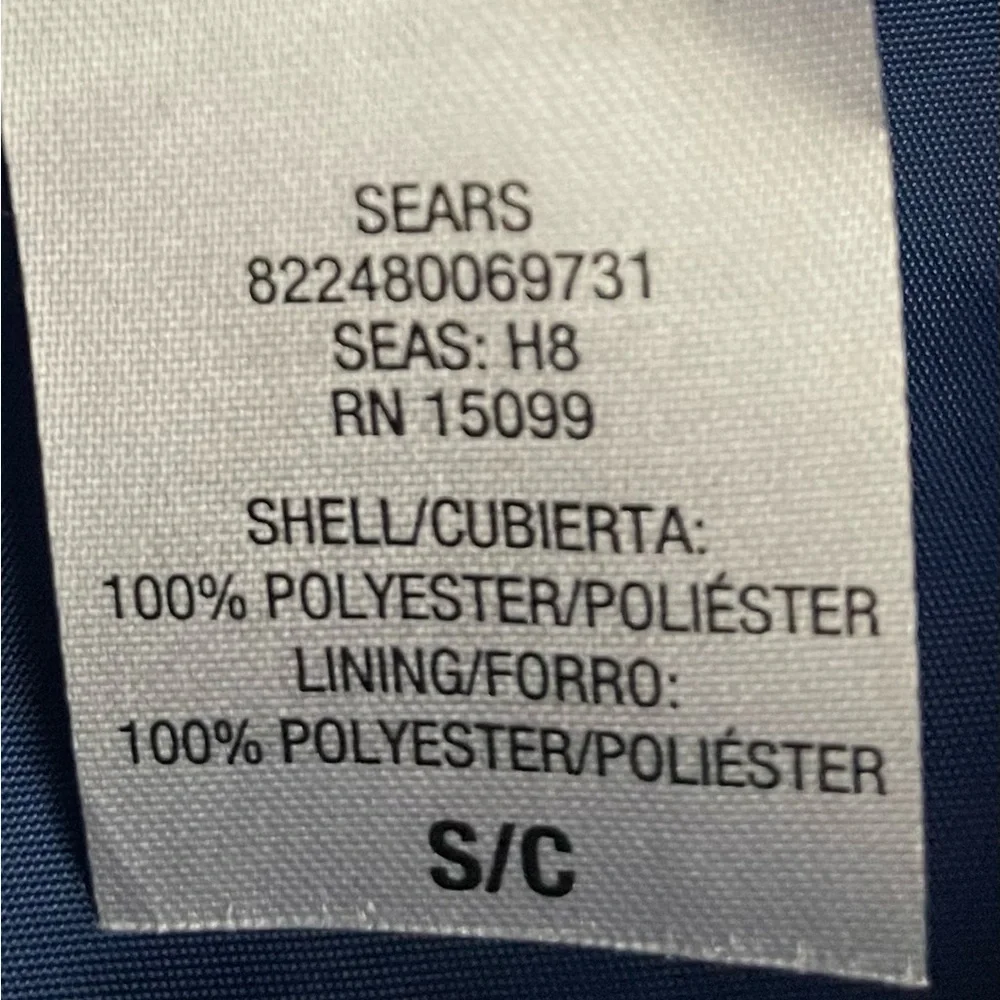 SEARS
822480069731
SEAS: H8
RN 15099
SHELL/CUBIERTA:
100% POLYESTER/POLIÉSTER
LINING/FORRO:
100% POLYESTER/POLIÉSTER
S/C